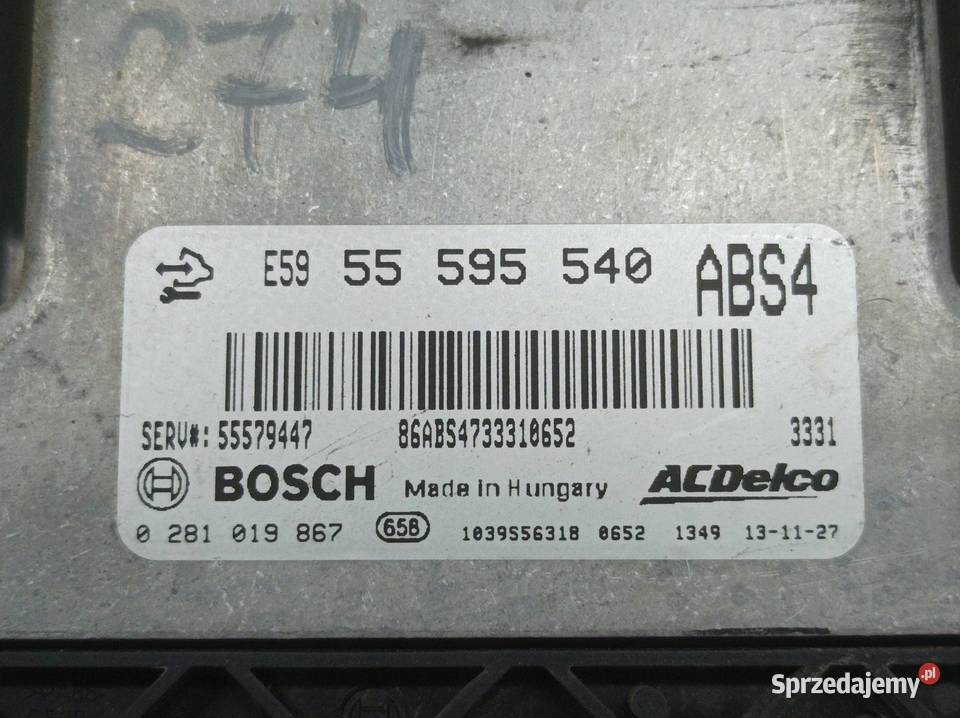 274
E59 55 595 540 ABS4
SERV#: 55579447 86ABS4733310652 3331
BOSCH Made in Hungary ACDelco
0 281 019 867 658 1039S56318 0652 1349 13-11-27
Sprzedajemy.pl